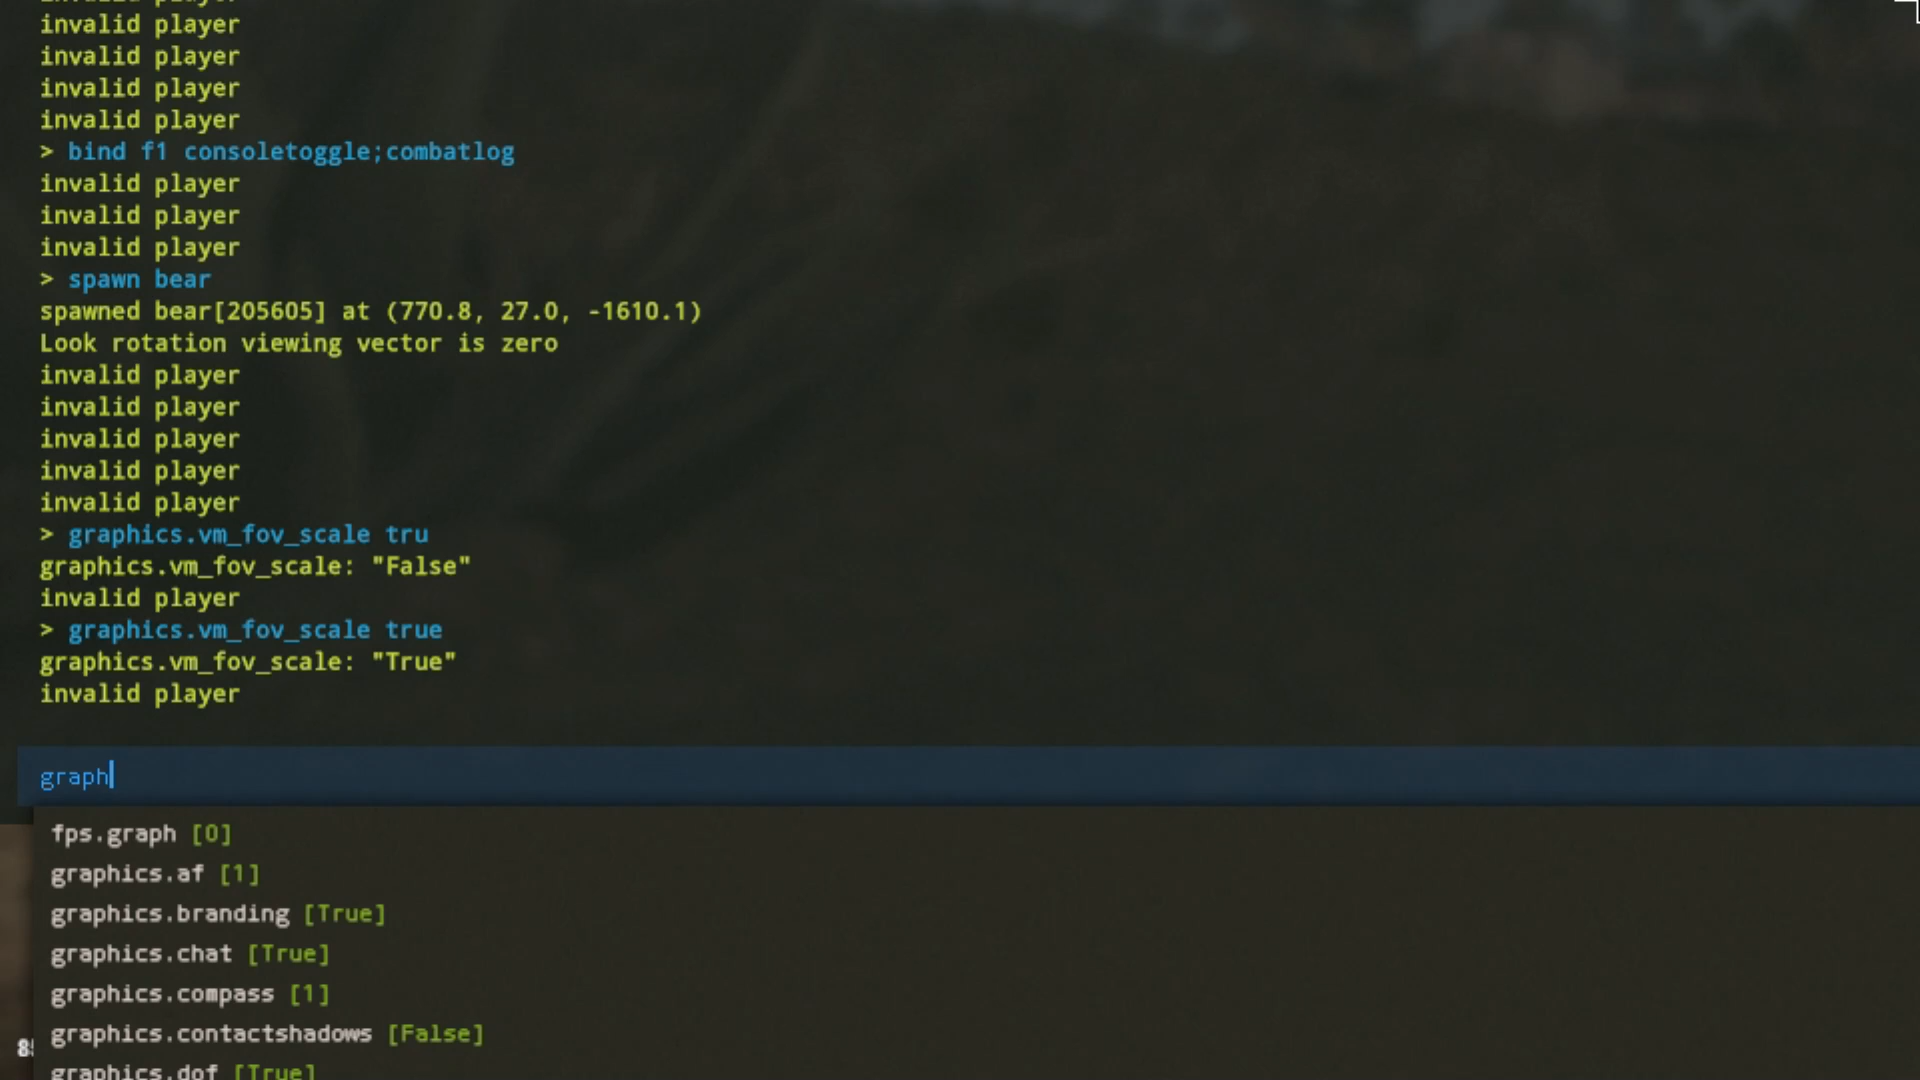 invalid player
invalid player
invalid player
invalid player
invalid player
> bind f1 consoletoggle;combatlog
invalid player
invalid player
invalid player
> spawn bear
spawned bear[205605] at (770.8, 27.0, -1610.1)
Look rotation viewing vector is zero
invalid player
invalid player
invalid player
invalid player
invalid player
> graphics.vm_fov_scale tru
graphics.vm_fov_scale: "False"
invalid player
> graphics.vm_fov_scale true
graphics.vm_fov_scale: "True"
invalid player
graph
fps.graph [0]
graphics.af [1]
graphics.branding [True]
graphics.chat [True]
graphics.compass [1]
graphics.contactshadows [False]
graphics.dof [True]